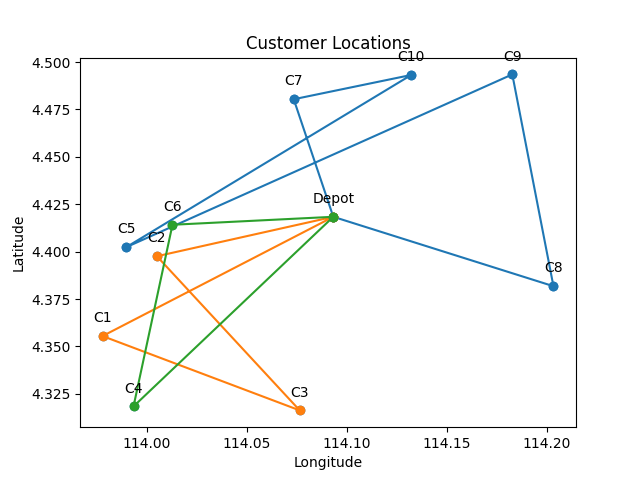 Customer Locations
C10
C9
4.500
C7
4.475
4.450
Depot
C6
4.425
C5
C2
4.400
C8
4.375
C1
4.350
C4
C3
4.325
Latitude
114.00
114.05
114.10
114.15
114.20
Longitude